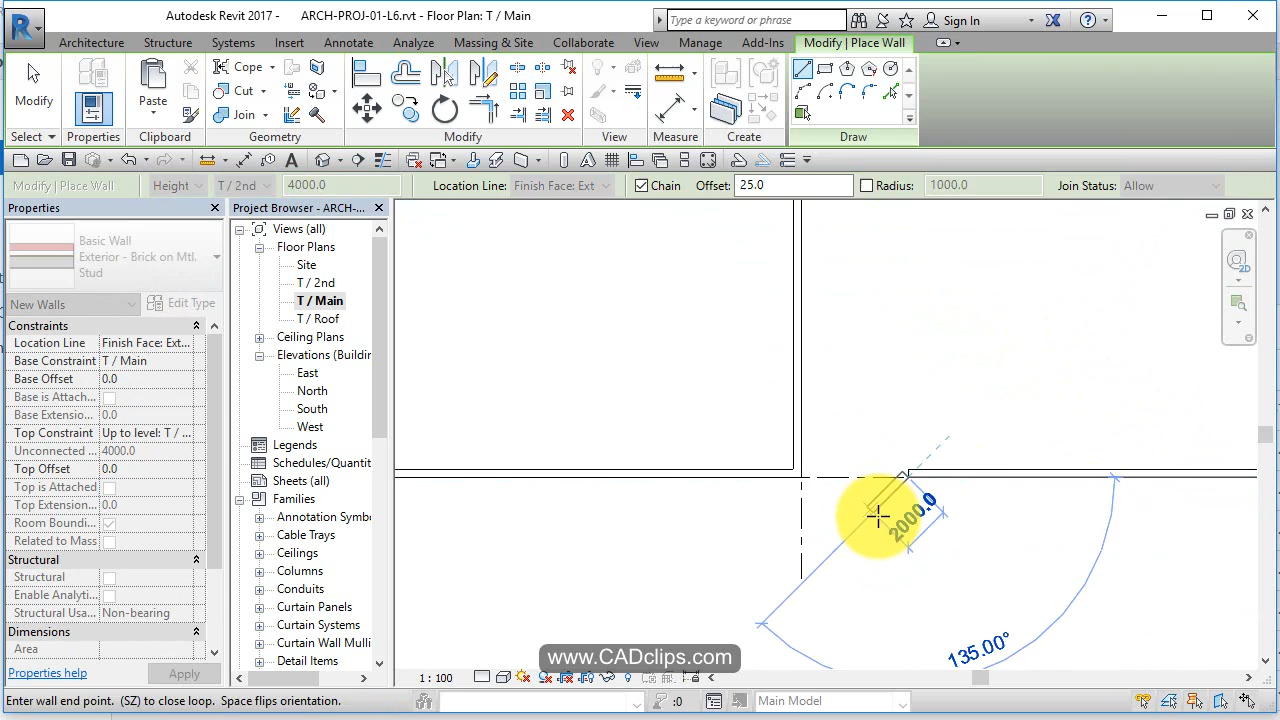 Autodesk Revit 2017 - ARCH-PROJ-01-L6.rvt - Floor Plan: T / Main
Type a keyword or phrase
Sign In
Architecture Structure Systems Insert Annotate Analyze Massing & Site Collaborate View Manage Add-Ins Modify | Place Wall
Modify
Paste
Cope
Cut
Join
Select Properties Clipboard Geometry Modify View Measure Create Draw
Modify | Place Wall Height T / 2nd 4000.0 Location Line: Finish Face: Ext Chain Offset: 25.0 Radius: 1000.0 Join Status: Allow
Properties
Basic Wall
Exterior - Brick on Mtl.
Stud
New Walls Edit Type
Constraints
Location Line Finish Face: Ext...
Base Constraint T / Main
Base Offset 0.0
Base is Attach...
Base Extensio... 0.0
Top Constraint Up to level: T / ...
Unconnected ... 4000.0
Top Offset 0.0
Top is Attached
Top Extension... 0.0
Room Boundi...
Related to Mass
Structural
Structural
Enable Analyti...
Structural Usa... Non-bearing
Dimensions
Area
Properties help Apply
Project Browser - ARCH-...
Views (all)
Floor Plans
Site
T / 2nd
T / Main
T / Roof
Ceiling Plans
Elevations (Building
East
North
South
West
Legends
Schedules/Quantit
Sheets (all)
Families
Annotation Symb
Cable Trays
Ceilings
Columns
Conduits
Curtain Panels
Curtain Systems
Curtain Wall Mulli
Detail Items
2D
2000.0
135.00°
www.CADclips.com
1 : 100
Enter wall end point. (SZ) to close loop. Space flips orientation. :0 Main Model